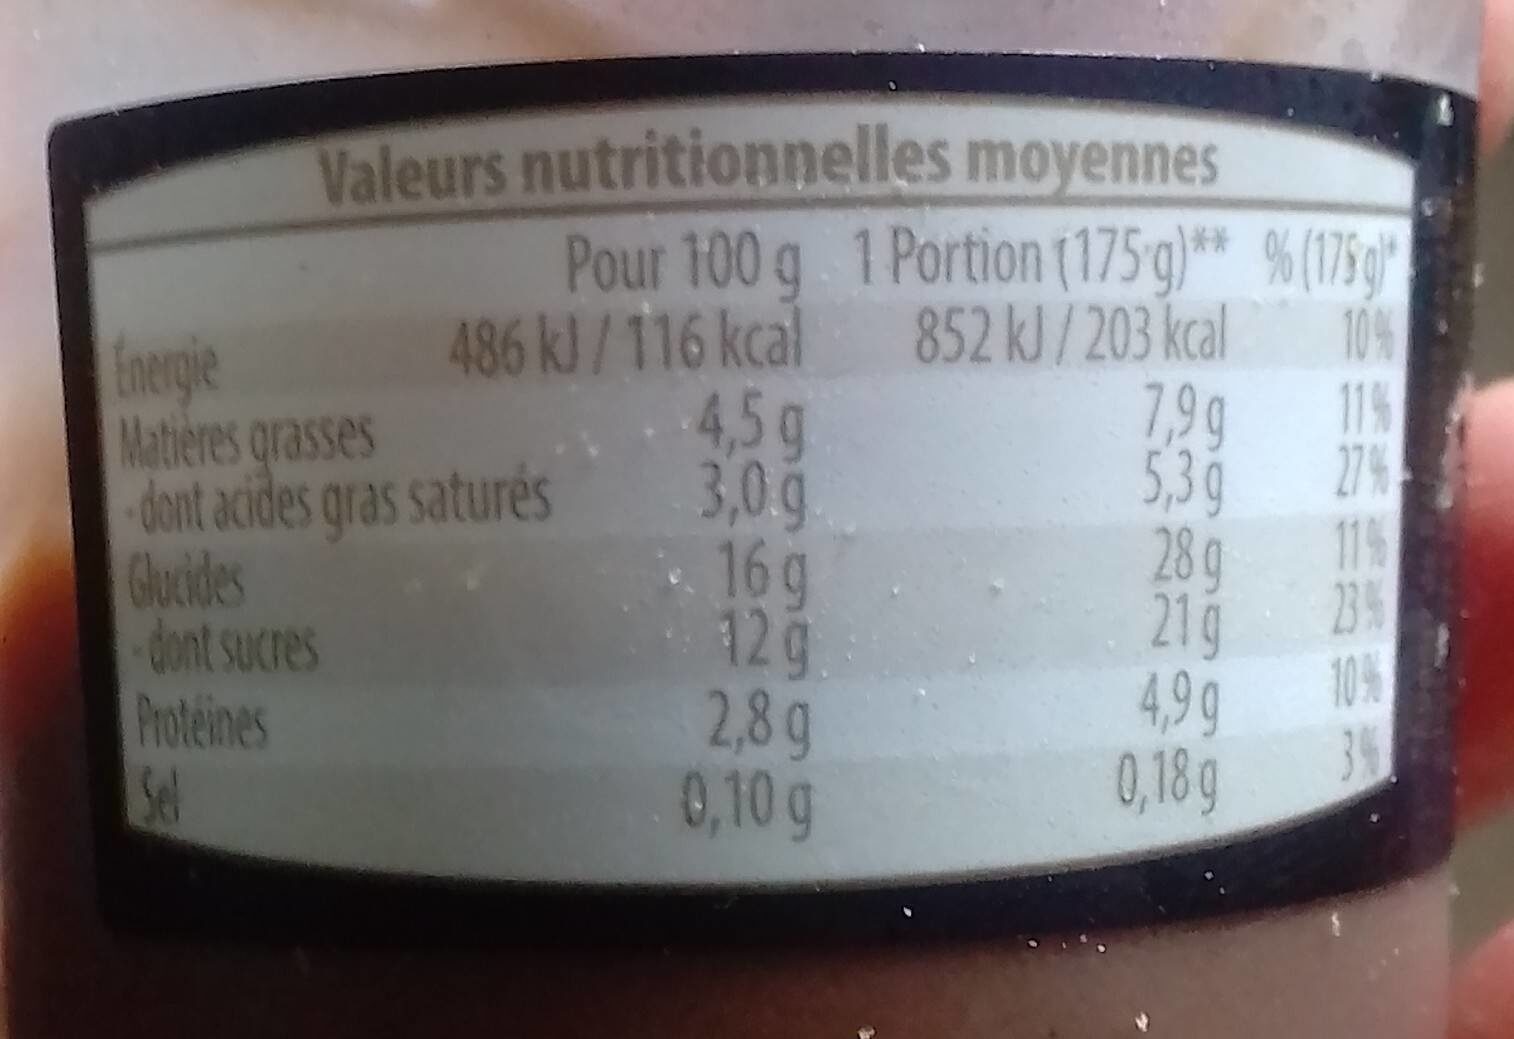 Valeurs nutritionnelles moyennes
Pour 100 g 1 Portion (175 g)** % (175 g)*
Énergie 486 kJ / 116 kcal 852 kJ / 203 kcal 10%
Matières grasses 4,5 g 7,9 g 11%
- dont acides gras saturés 3,0 g 5,3 g 27%
Glucides 16 g 28 g 11%
- dont sucres 12 g 21 g 23%
Protéines 2,8 g 4,9 g 10%
Sel 0,10 g 0,18 g 3%